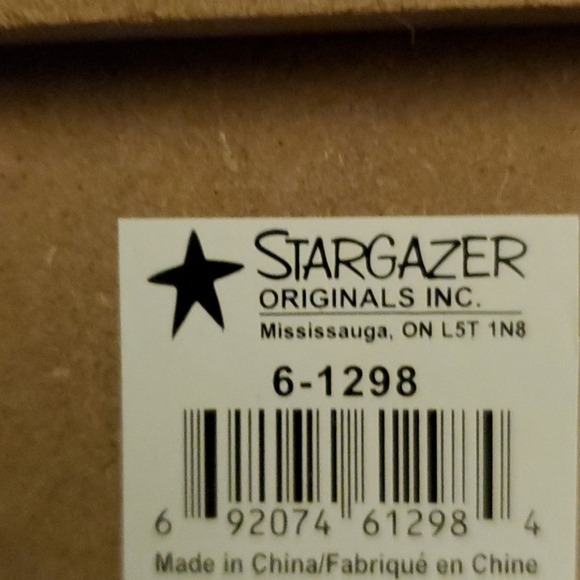 STARGAZER
ORIGINALS INC.
Mississauga, ON L5T 1N8
6-1298
6 92074 61298 4
Made in China/Fabriqué en Chine